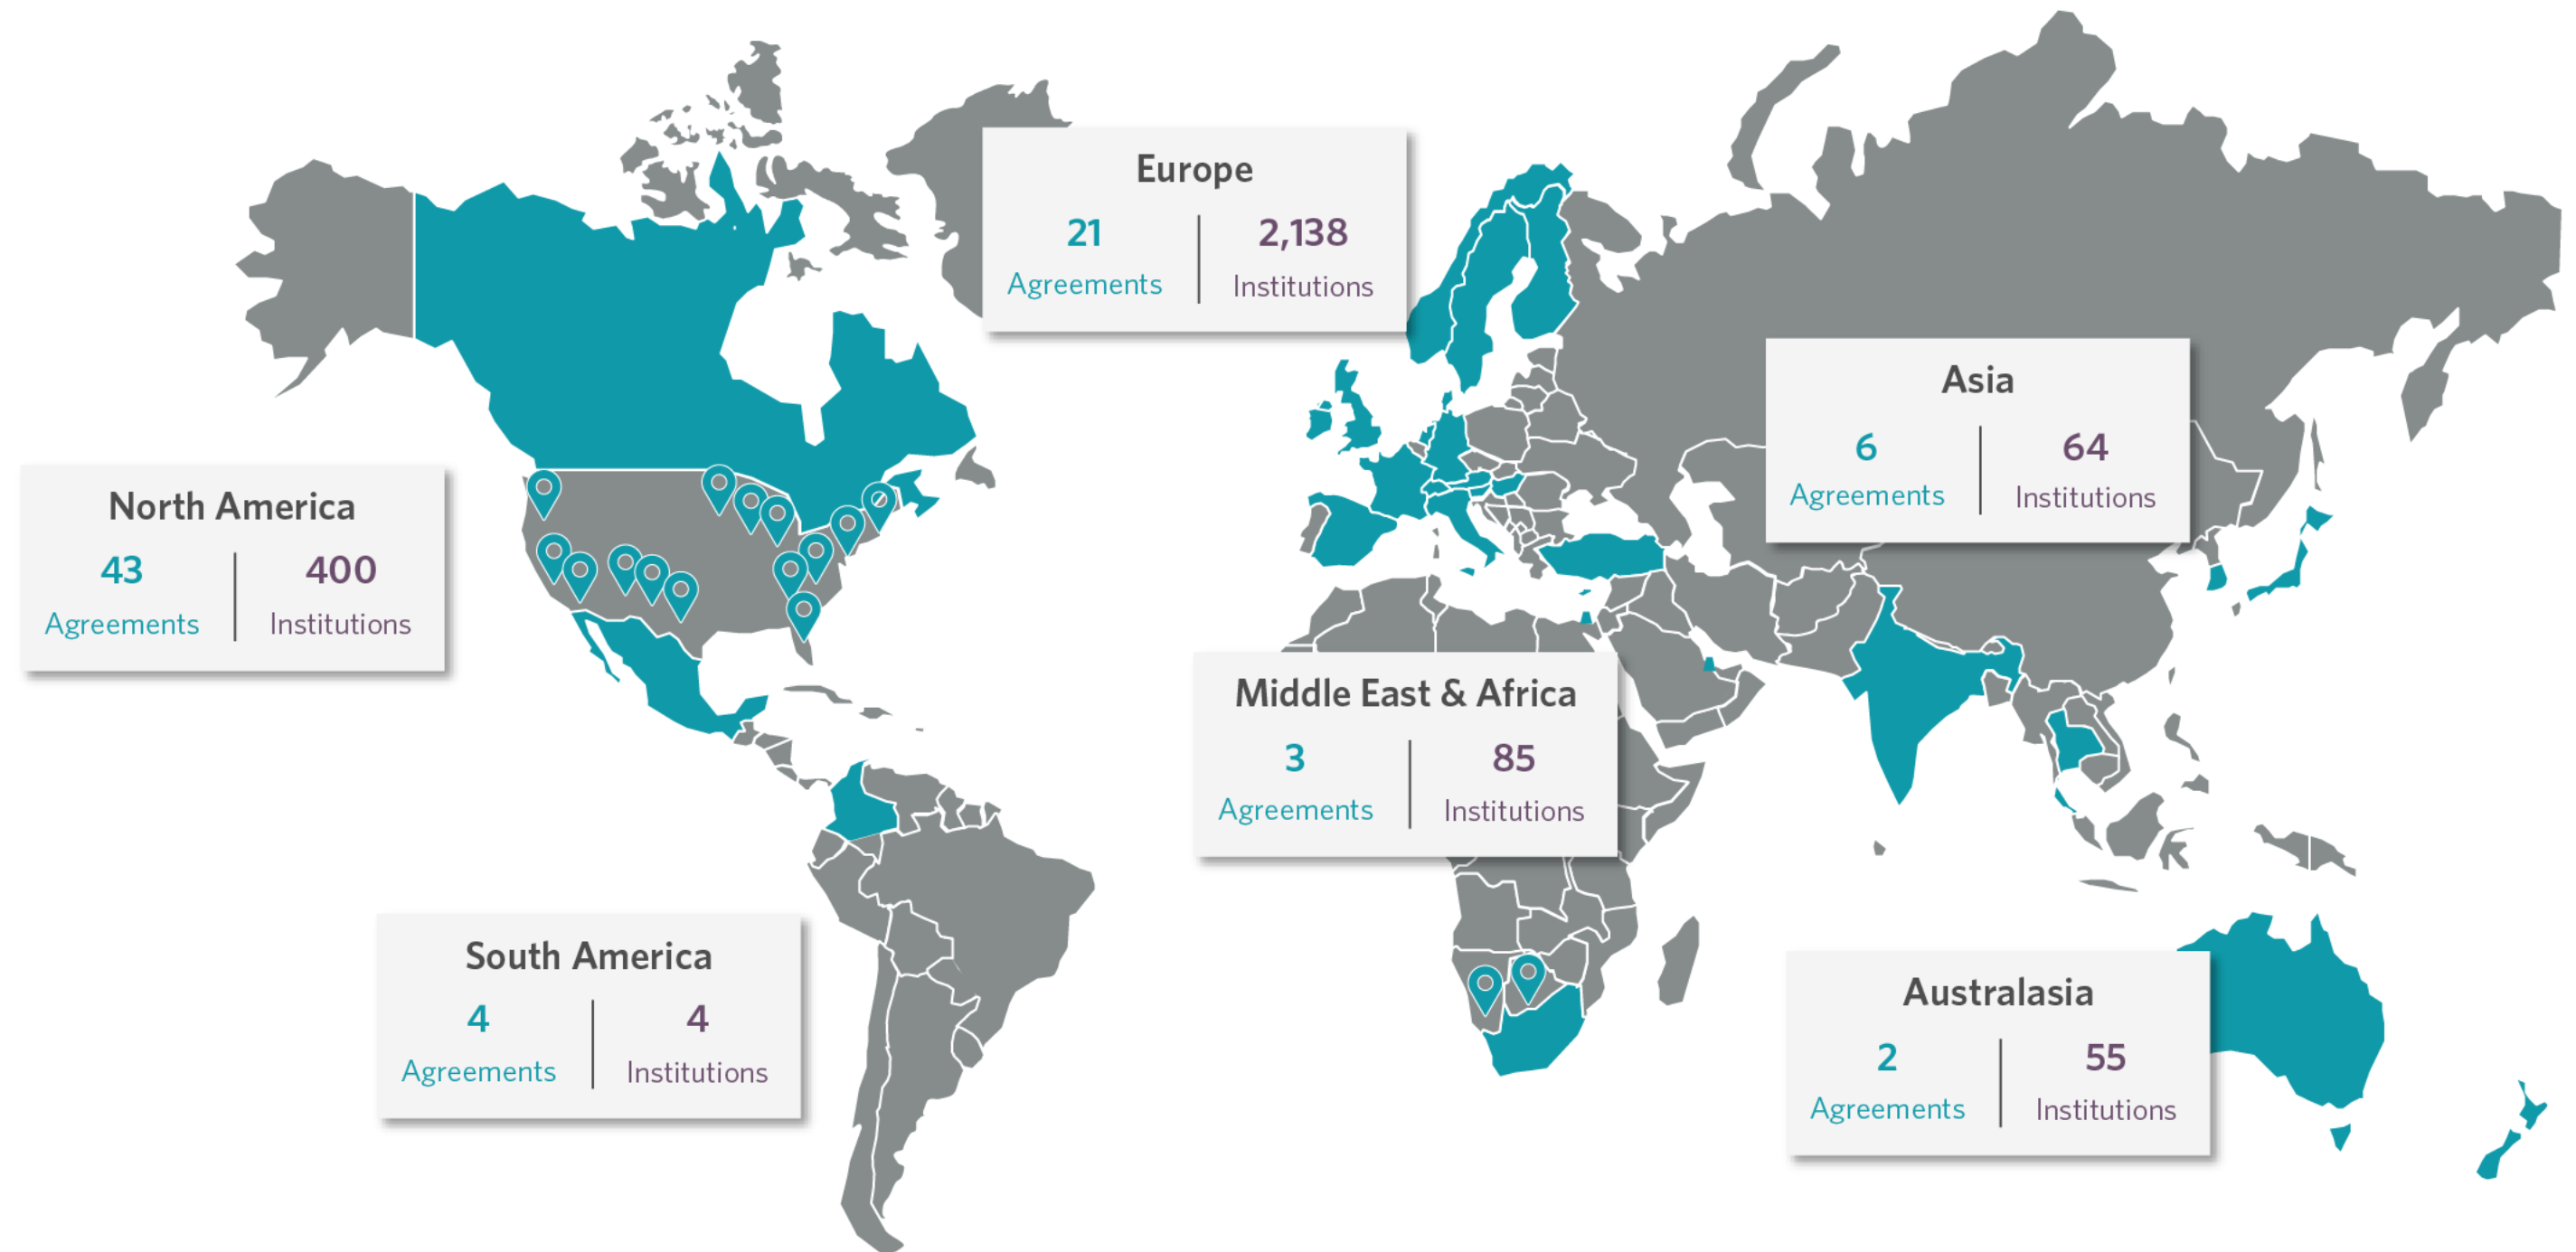 Europe
21
2,138
Agreements
Institutions
Asia
6
64
Agreements
Institutions
North America
43
400
Agreements
Institutions
Middle East & Africa
3
85
Agreements
Institutions
South America
4
4
Agreements
Institutions
Australasia
2
55
Agreements
Institutions